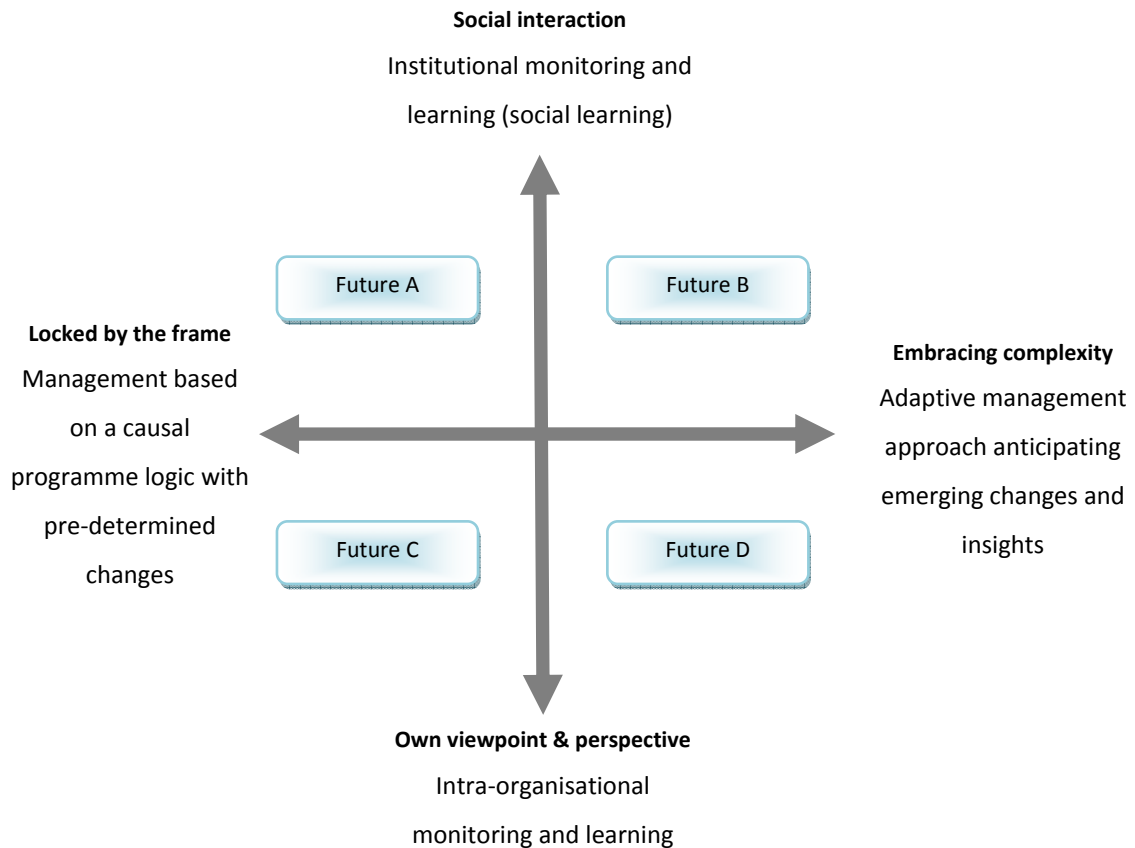 Social interaction
Institutional monitoring and
learning (social learning)
Future A
Future B
Locked by the frame
Management based
on a causal
programme logic with
pre-determined
changes
Embracing complexity
Adaptive management
approach anticipating
emerging changes and
insights
Future C
Future D
Own viewpoint & perspective
Intra-organisational
monitoring and learning